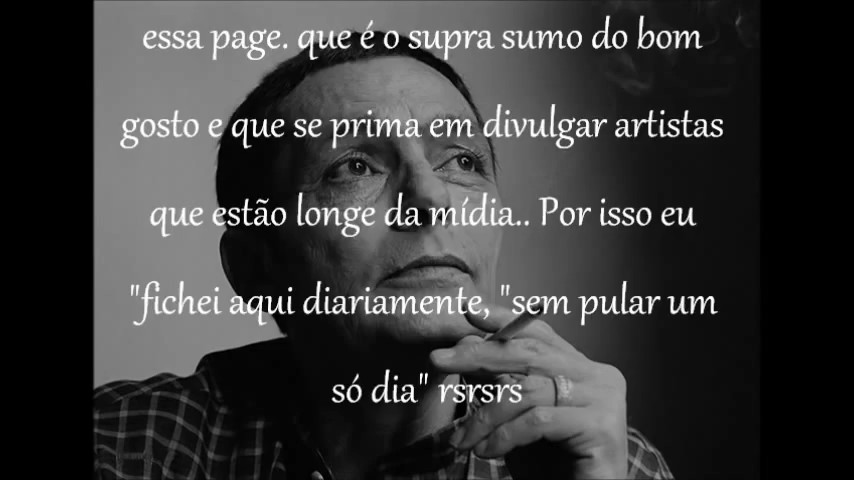 essa page. que é o supra sumo do bom
gosto e que se prima em divulgar artistas
que estão longe da mídia.. Por isso eu
"fichei aqui diariamente, "sem pular um
só dia" rsrsrs